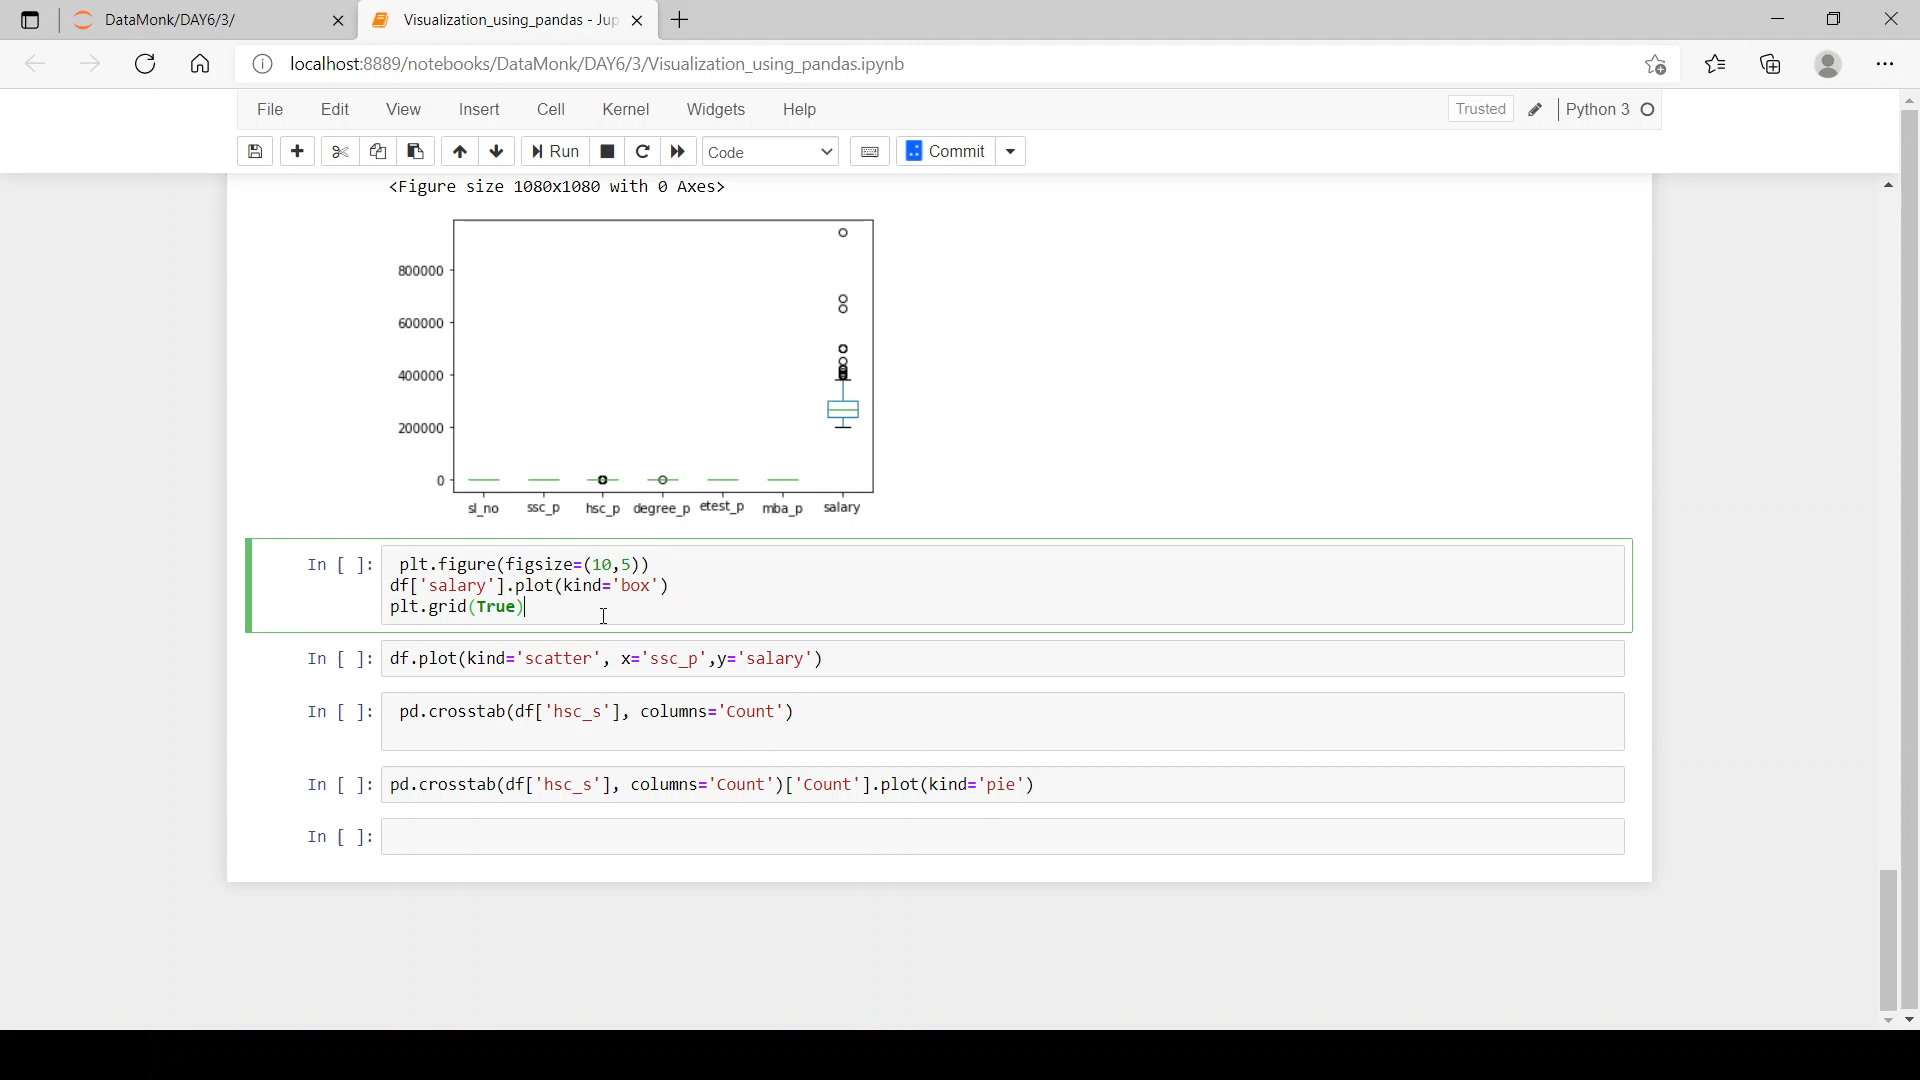 DataMonk/DAY6/3/
Visualization_using_pandas - Jup
localhost:8889/notebooks/DataMonk/DAY6/3/Visualization_using_pandas.ipynb
File Edit View Insert Cell Kernel Widgets Help Trusted Python 3
Run Code Commit
<Figure size 1080x1080 with 0 Axes>
800000
600000
400000
200000
0
sl_no ssc_p hsc_p degree_p etest_p mba_p salary
In [ ]: plt.figure(figsize=(10,5))
df['salary'].plot(kind='box')
plt.grid(True)
In [ ]: df.plot(kind='scatter', x='ssc_p',y='salary')
In [ ]: pd.crosstab(df['hsc_s'], columns='Count')
In [ ]: pd.crosstab(df['hsc_s'], columns='Count')['Count'].plot(kind='pie')
In [ ]: